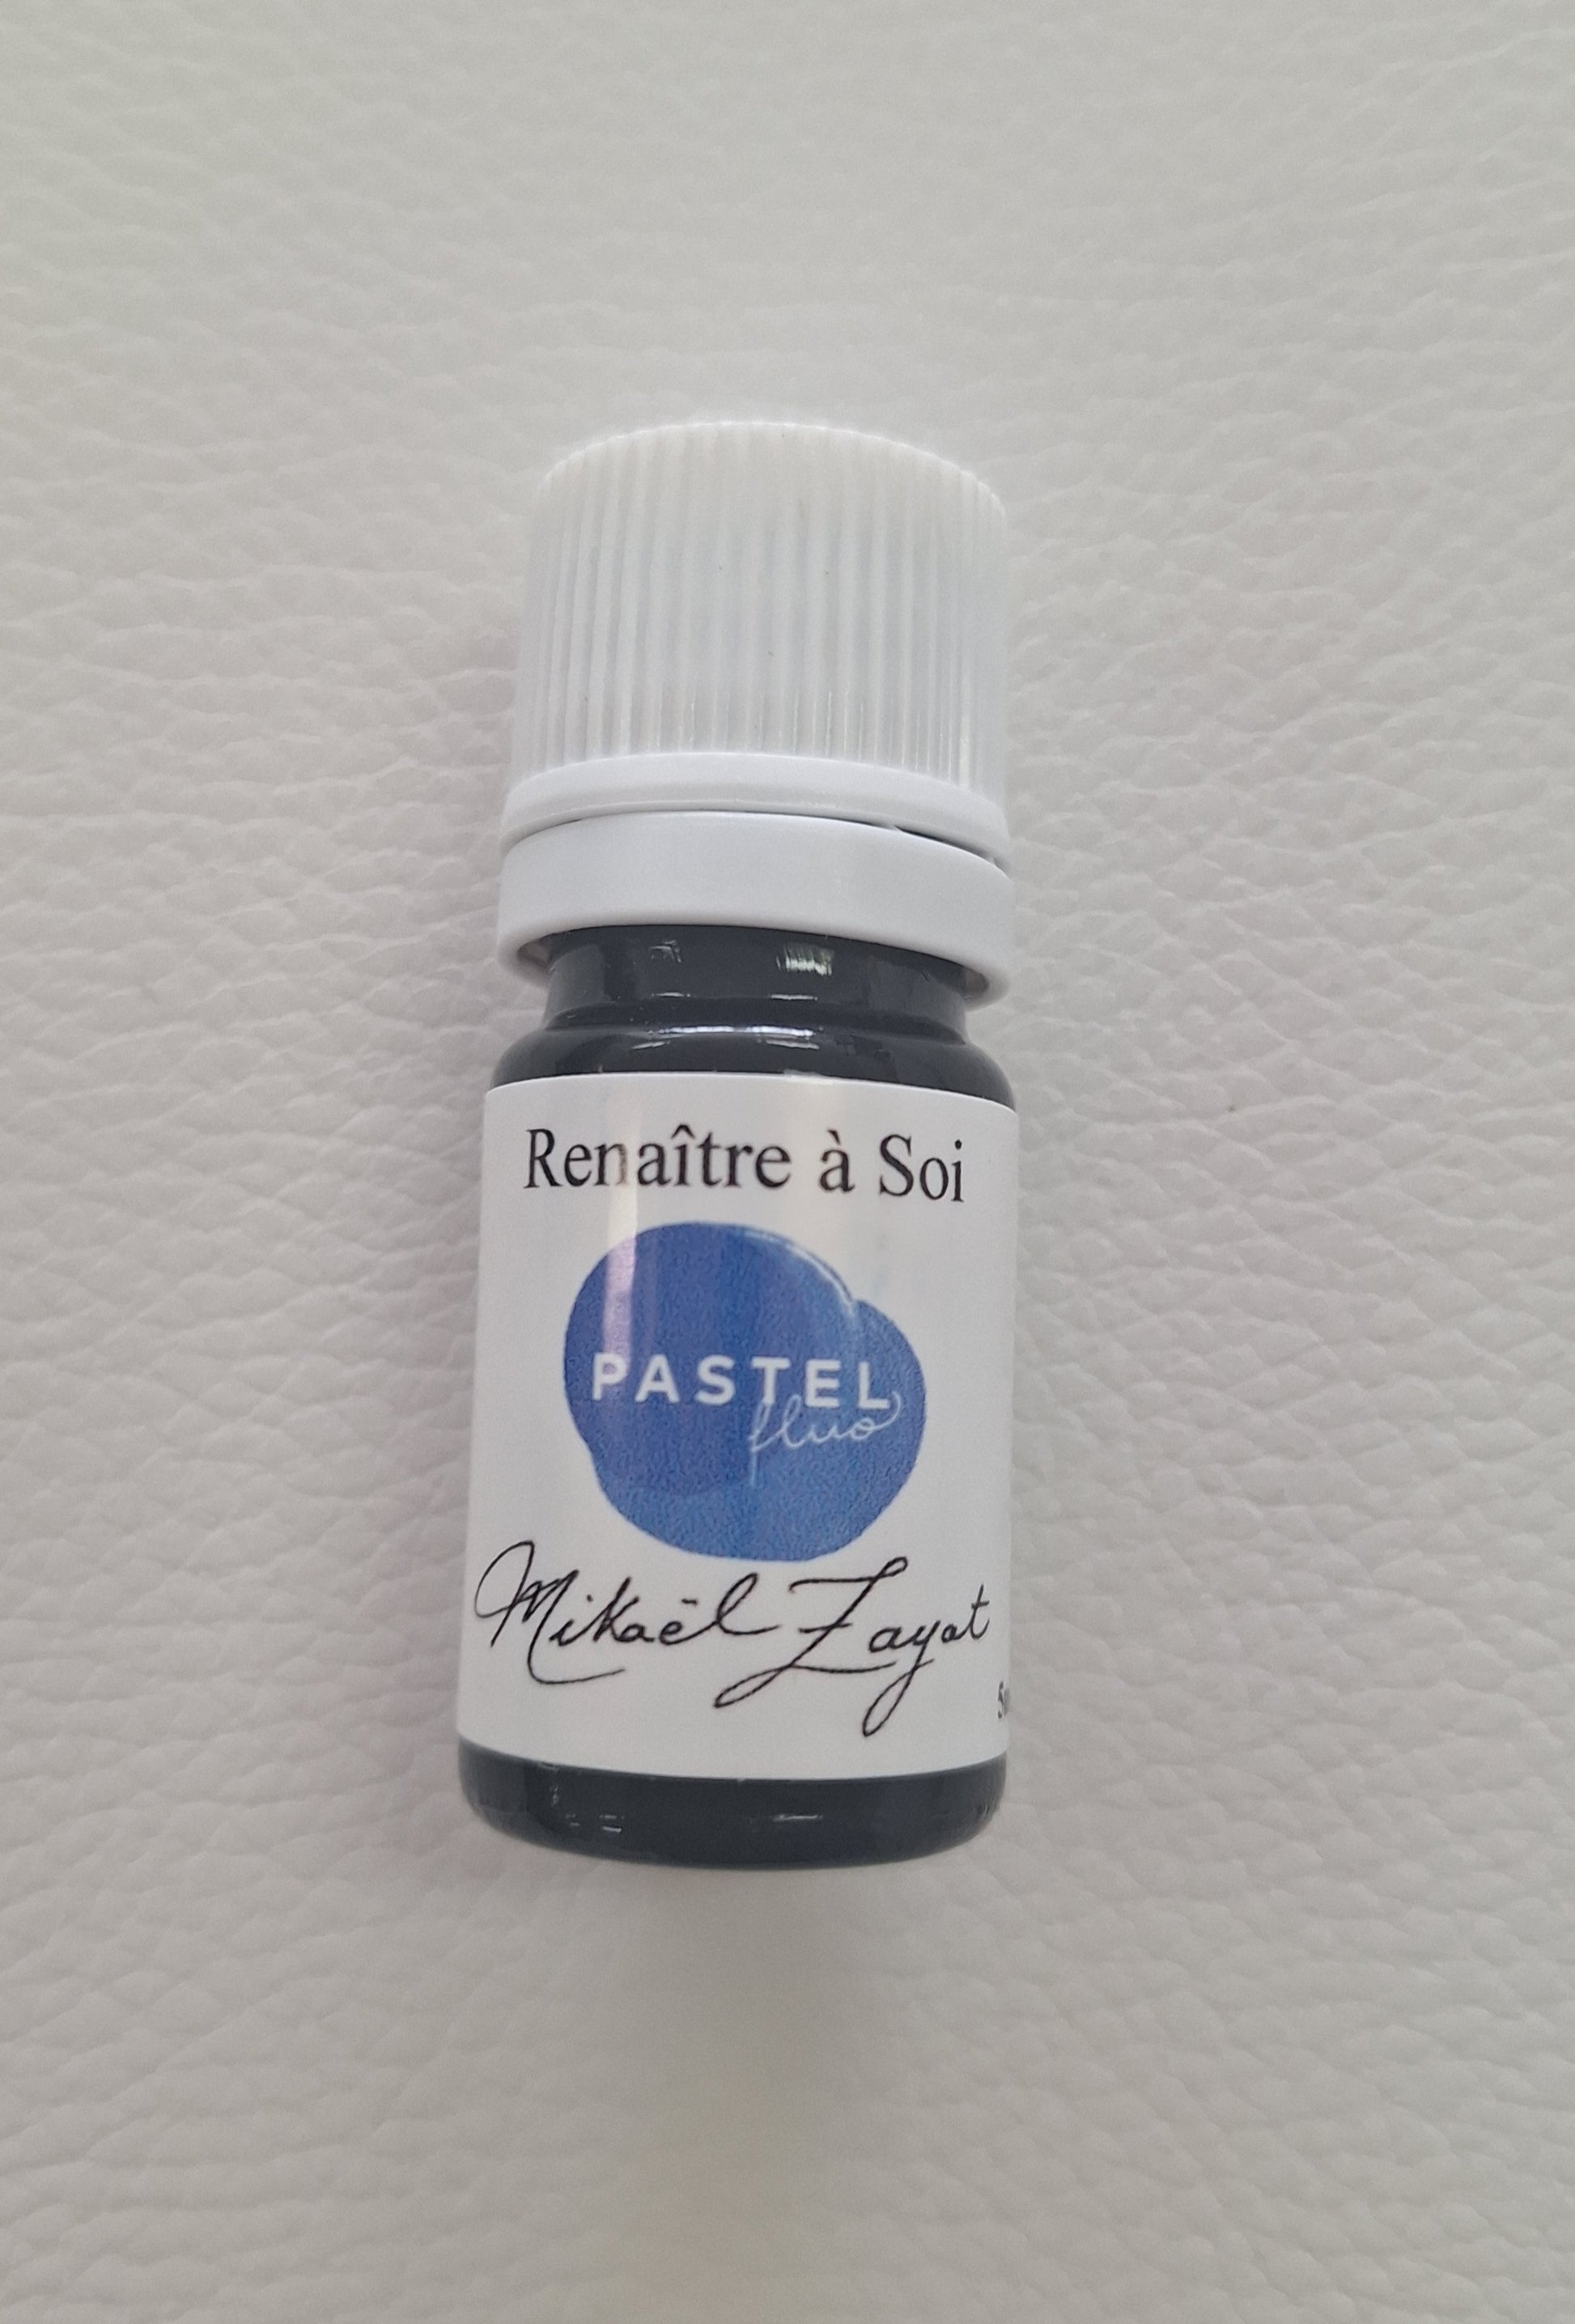 Renaître à Soi
PASTEL
fluo
Mikaël Zayat